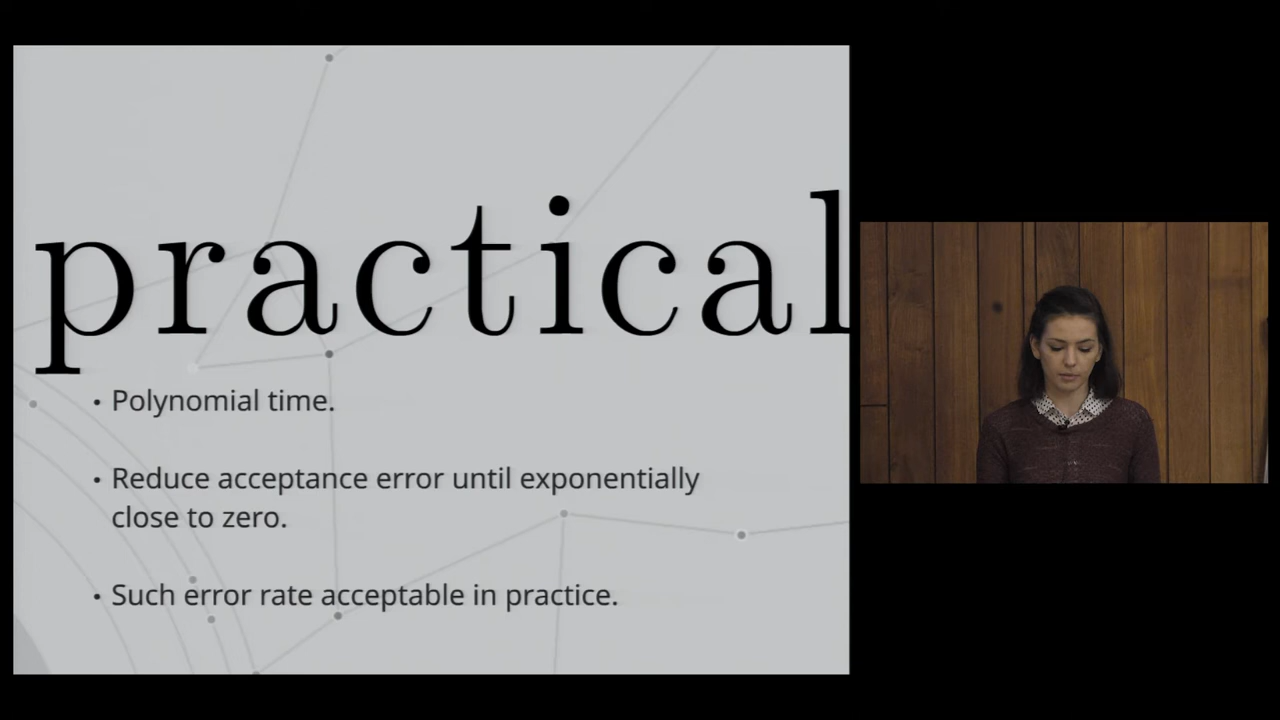 practical
• Polynomial time.
• Reduce acceptance error until exponentially
close to zero.
• Such error rate acceptable in practice.